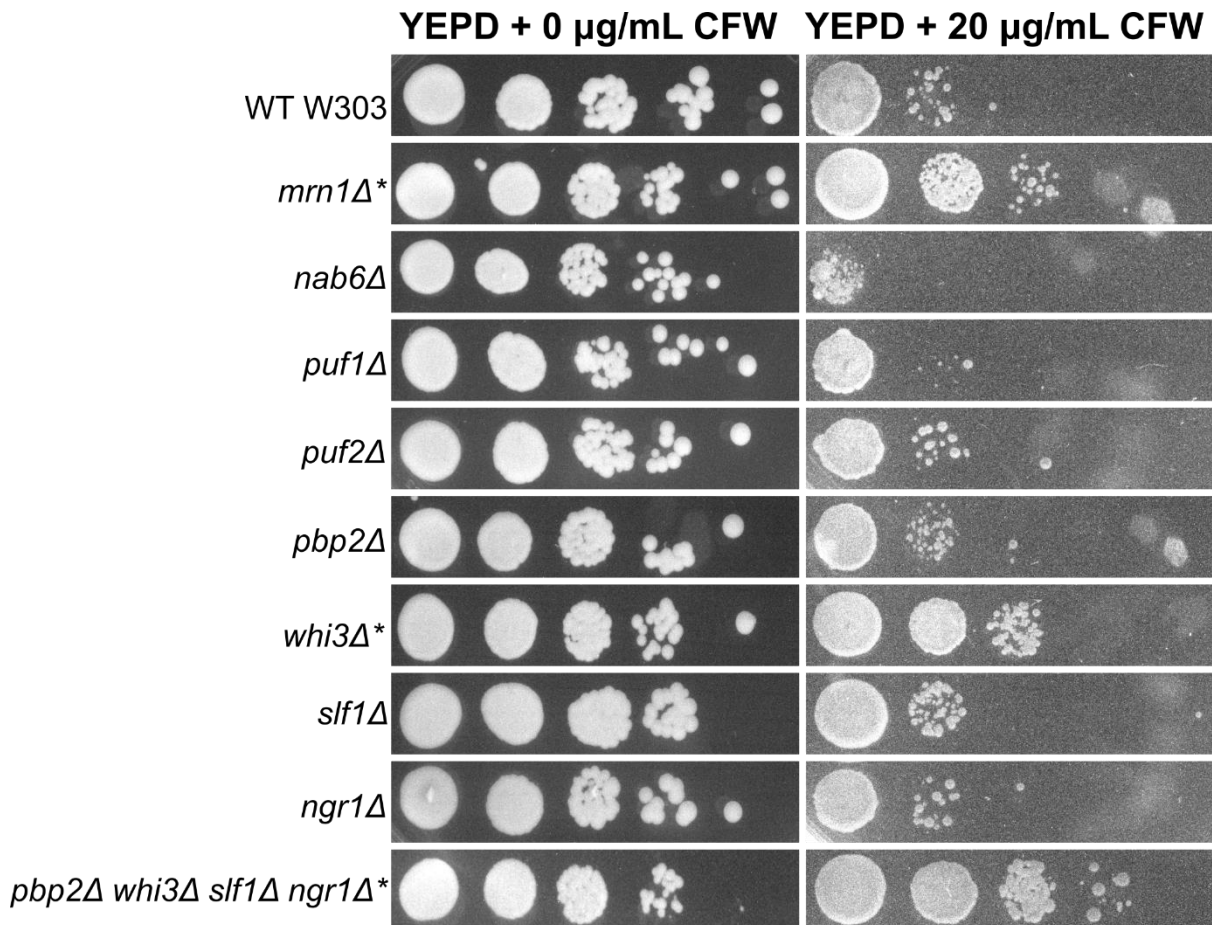 YEPD + 0 µg/mL CFW YEPD + 20 µg/mL CFW
WT W303
mrn1Δ*
nab6Δ
puf1Δ
puf2Δ
pbp2Δ
whi3Δ*
slf1Δ
ngr1Δ
pbp2Δ whi3Δ slf1Δ ngr1Δ*